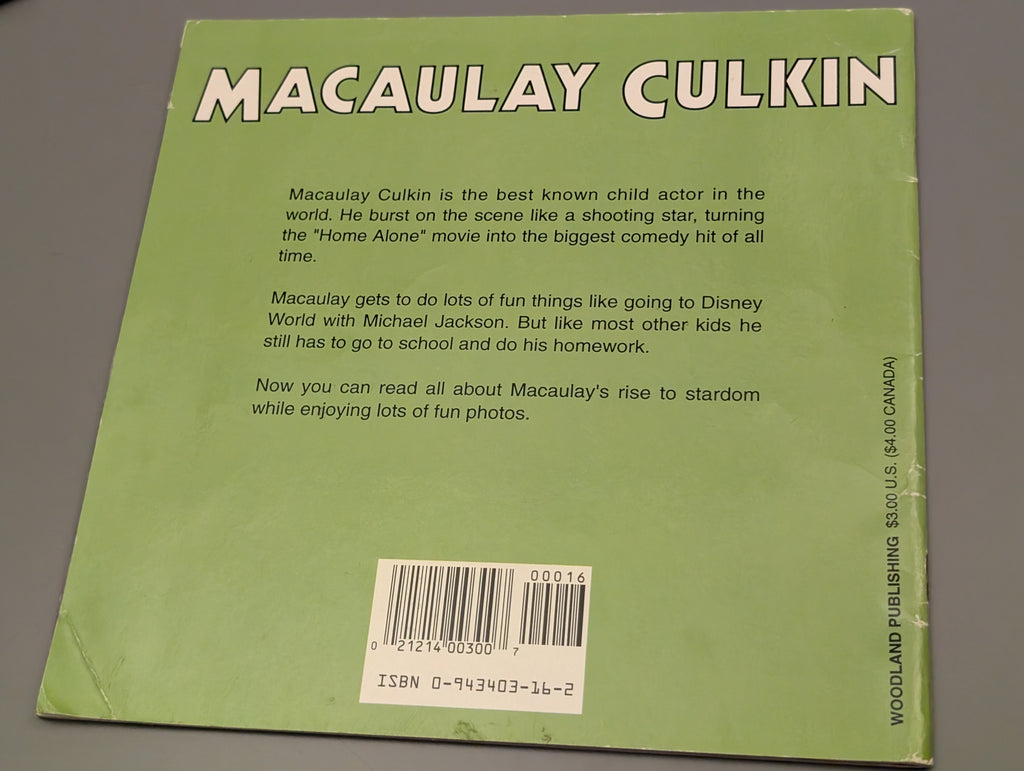 MACAULAY CULKIN
Macaulay Culkin is the best known child actor in the
world. He burst on the scene like a shooting star, turning
the "Home Alone" movie into the biggest comedy hit of all
time.
Macaulay gets to do lots of fun things like going to Disney
World with Michael Jackson. But like most other kids he
still has to go to school and do his homework.
Now you can read all about Macaulay's rise to stardom
while enjoying lots of fun photos.
00016
0 21214 00300 7
ISBN 0-943403-16-2
WOODLAND PUBLISHING $3.00 U.S. ($4.00 CANADA)